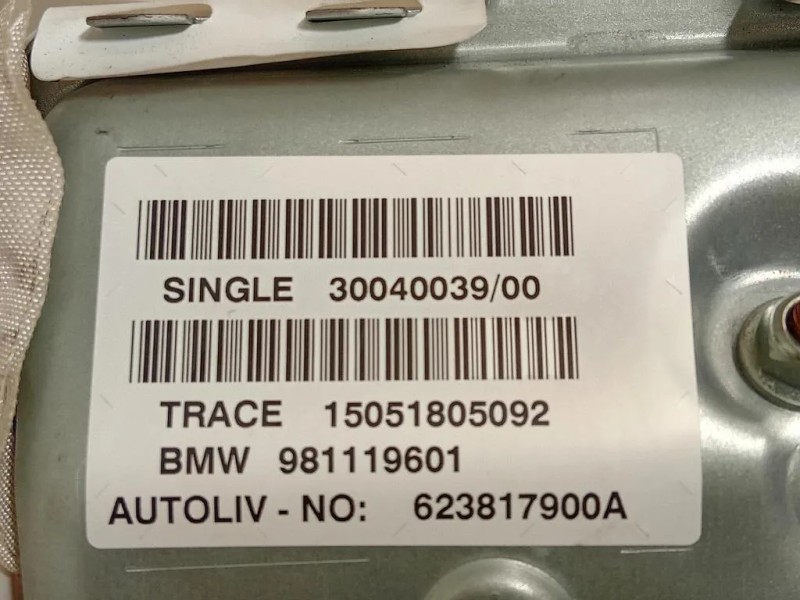 SINGLE 30040039/00
TRACE 15051805092
BMW 981119601
AUTOLIV - NO: 623817900A